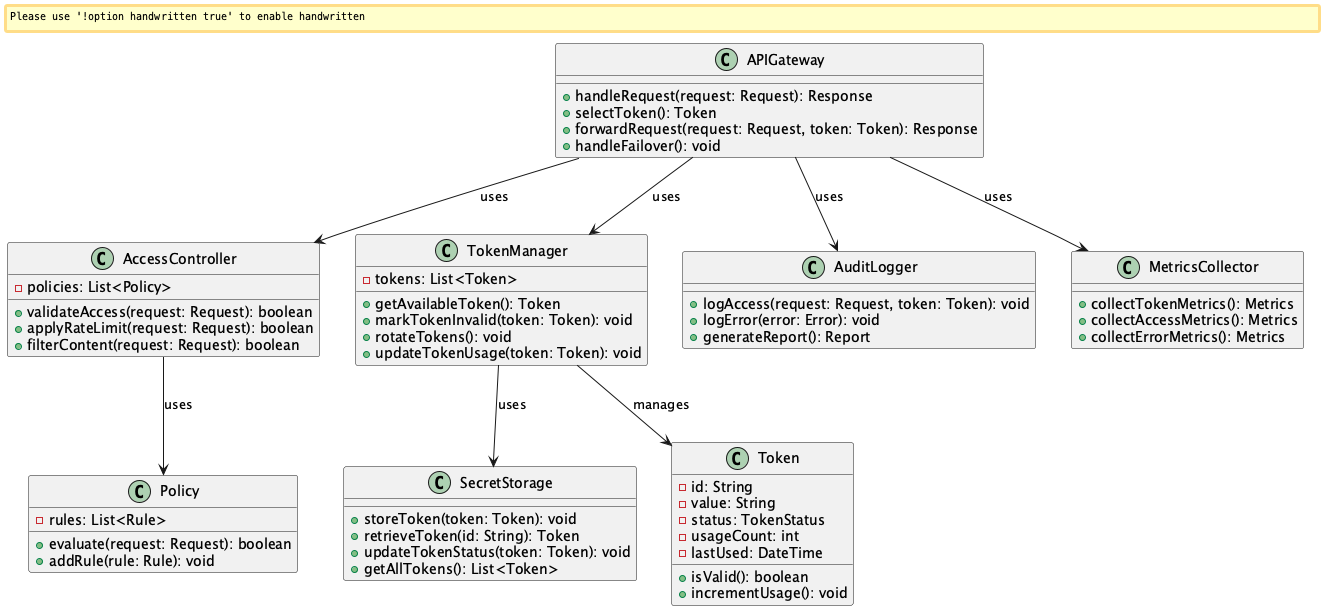 Please use '!option handwritten true' to enable handwritten
C APIGateway
handleRequest(request: Request): Response
selectToken(): Token
forwardRequest(request: Request, token: Token): Response
handleFailover(): void
uses
uses
uses
uses
C AccessController
policies: List<Policy>
validateAccess(request: Request): boolean
applyRateLimit(request: Request): boolean
filterContent(request: Request): boolean
C TokenManager
tokens: List<Token>
getAvailableToken(): Token
markTokenInvalid(token: Token): void
rotateTokens(): void
updateTokenUsage(token: Token): void
C AuditLogger
logAccess(request: Request, token: Token): void
logError(error: Error): void
generateReport(): Report
C MetricsCollector
collectTokenMetrics(): Metrics
collectAccessMetrics(): Metrics
collectErrorMetrics(): Metrics
uses
uses
manages
C Policy
rules: List<Rule>
evaluate(request: Request): boolean
addRule(rule: Rule): void
C SecretStorage
storeToken(token: Token): void
retrieveToken(id: String): Token
updateTokenStatus(token: Token): void
getAllTokens(): List<Token>
C Token
id: String
value: String
status: TokenStatus
usageCount: int
lastUsed: DateTime
isValid(): boolean
incrementUsage(): void